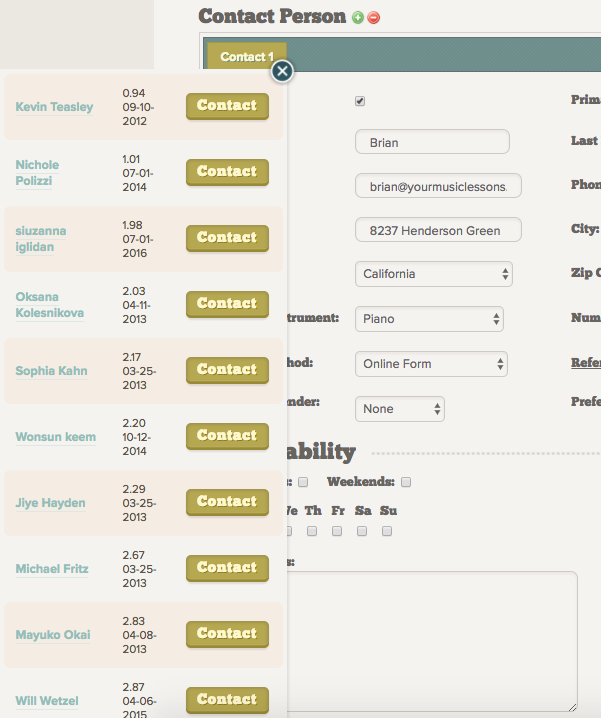 Contact Person
Contact 1
Kevin Teasley
0.94
09-10-
2012
Contact
Nichole
Polizzi
1.01
07-01-
2014
Contact
siuzanna
iglidan
1.98
07-01-
2016
Contact
Oksana
Kolesnikova
2.03
04-11-
2013
Contact
Sophia Kahn
2.17
03-25-
2013
Contact
Wonsun keem
2.20
10-12-
2014
Contact
Jiye Hayden
2.29
03-25-
2013
Contact
Michael Fritz
2.67
03-25-
2013
Contact
Mayuko Okai
2.83
04-08-
2013
Contact
Will Wetzel
2.87
04-06-
2015
Contact
Prima
Brian
Last
brian@yourmusiclessons.
Phon
8237 Henderson Green
City:
California
Zip C
trument:
Piano
Num
hod:
Online Form
Refer
nder:
None
Prefe
ability
s:
Weekends:
We Th Fr Sa Su
s: